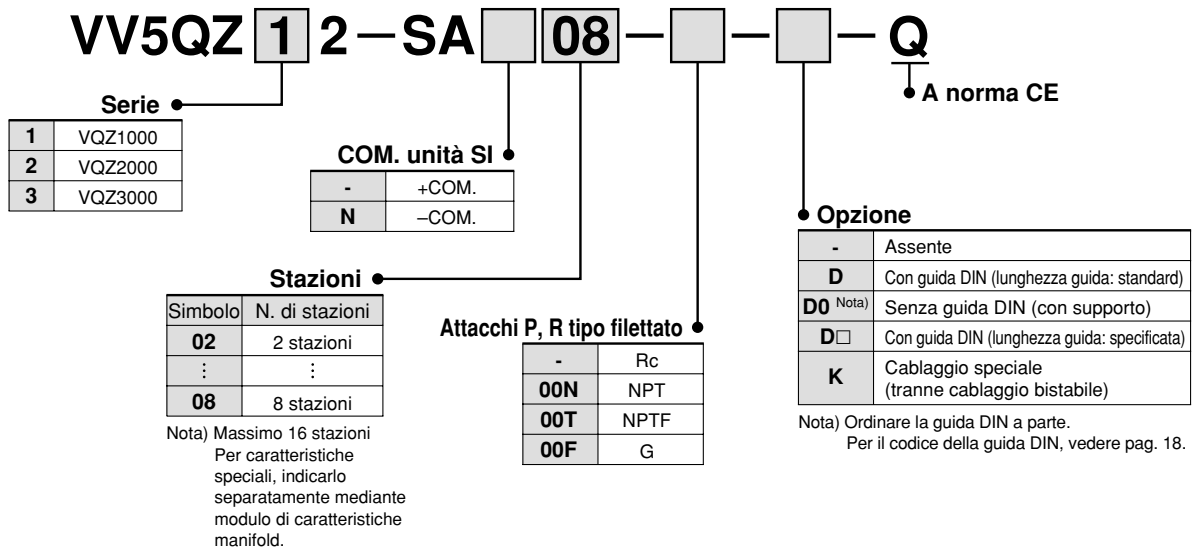 VV5QZ 1 2 — SA 08 — — — Q
A norma CE
Serie
1 VQZ1000
2 VQZ2000
3 VQZ3000
COM. unità SI
- +COM.
N –COM.
Stazioni
Simbolo N. di stazioni
02 2 stazioni
⋮ ⋮
08 8 stazioni
Nota) Massimo 16 stazioni
Per caratteristiche
speciali, indicarlo
separatamente mediante
modulo di caratteristiche
manifold.
Attacchi P, R tipo filettato
- Rc
00N NPT
00T NPTF
00F G
Opzione
- Assente
D Con guida DIN (lunghezza guida: standard)
D0 Nota) Senza guida DIN (con supporto)
D□ Con guida DIN (lunghezza guida: specificata)
K Cablaggio speciale
(tranne cablaggio bistabile)
Nota) Ordinare la guida DIN a parte.
Per il codice della guida DIN, vedere pag. 18.